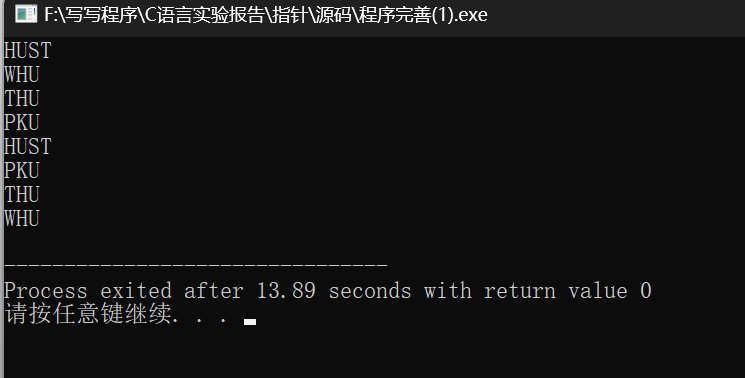 F:\写写程序\C语言实验报告\指针\源码\程序完善(1).exe
HUST
WHU
THU
PKU
HUST
PKU
THU
WHU
--------------------------------
Process exited after 13.89 seconds with return value 0
请按任意键继续. . .